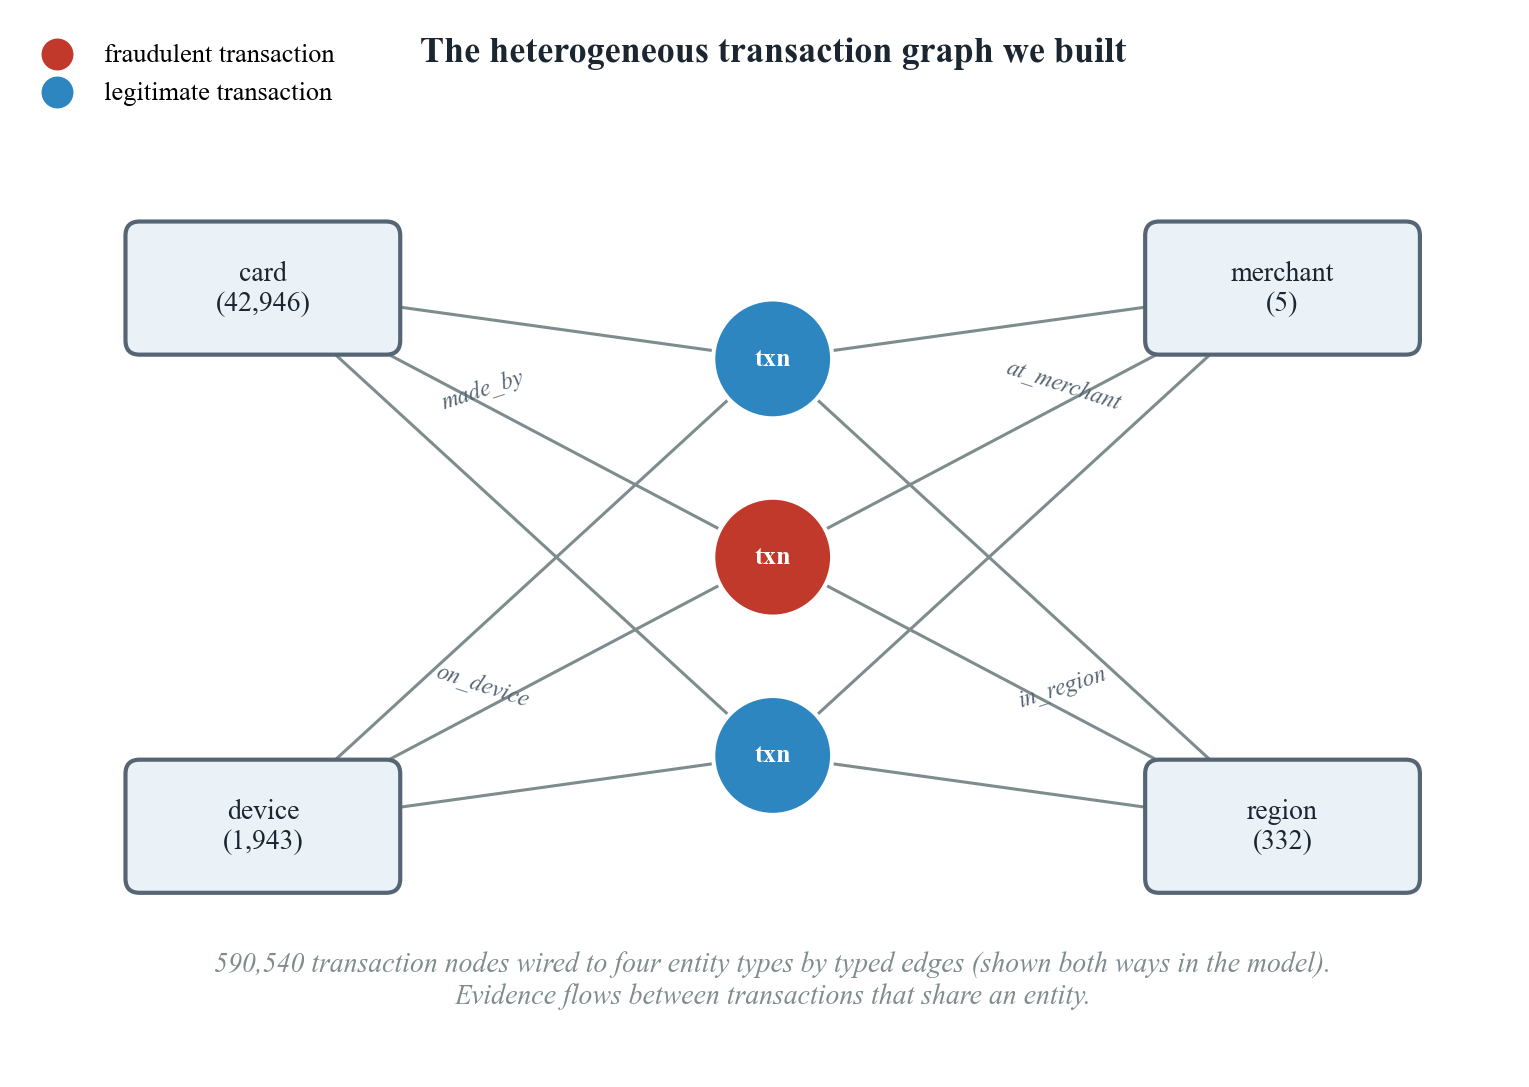 The heterogeneous transaction graph we built
fraudulent transaction
legitimate transaction
card
(42,946)
merchant
(5)
txn
made_by
at_merchant
txn
on_device
in_region
txn
device
(1,943)
region
(332)
590,540 transaction nodes wired to four entity types by typed edges (shown both ways in the model).
Evidence flows between transactions that share an entity.